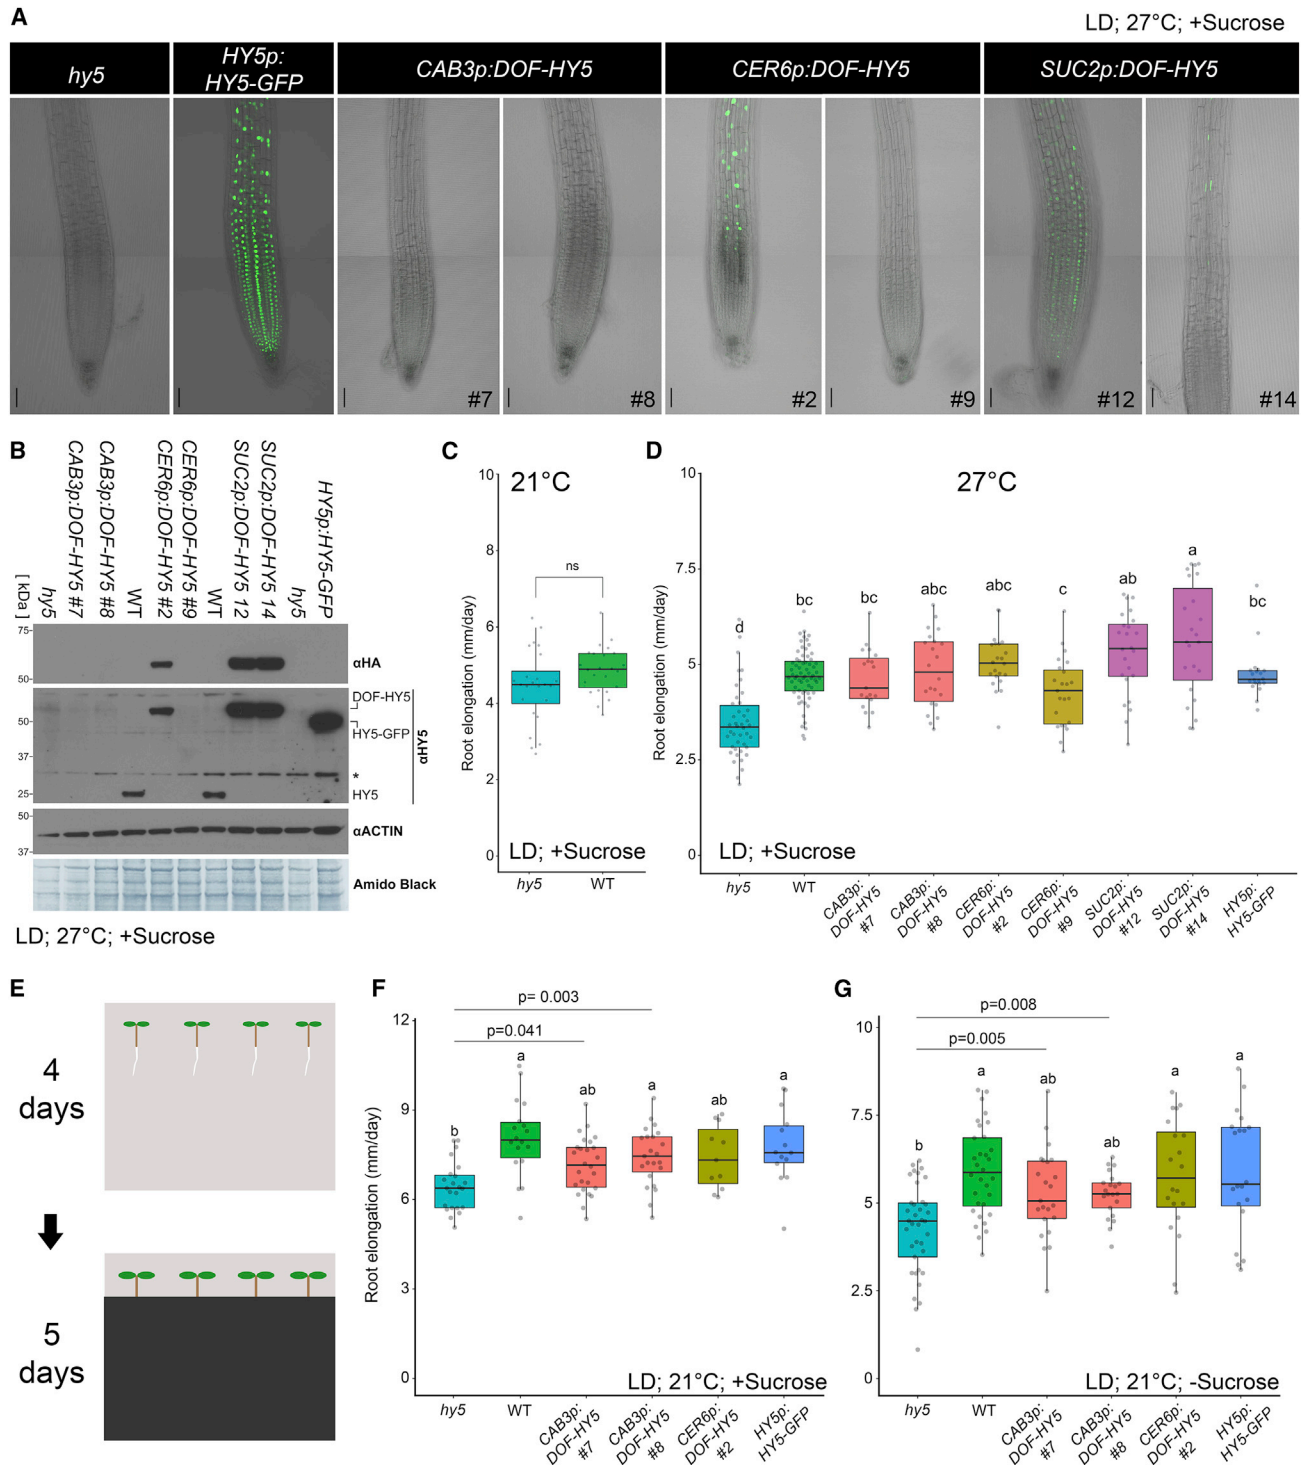 A
LD; 27°C; +Sucrose
hy5
HY5p:
HY5-GFP
CAB3p:DOF-HY5
CER6p:DOF-HY5
SUC2p:DOF-HY5
#7
#8
#2
#9
#12
#14
B
[ kDa ]
hy5
CAB3p:DOF-HY5 #7
CAB3p:DOF-HY5 #8
WT
CER6p:DOF-HY5 #2
CER6p:DOF-HY5 #9
WT
SUC2p:DOF-HY5 12
SUC2p:DOF-HY5 14
hy5
HY5p:HY5-GFP
75-
50-
αHA
50-
37-
25-
DOF-HY5
HY5-GFP
*
HY5
αHY5
50-
37-
αACTIN
Amido Black
LD; 27°C; +Sucrose
C
21°C
Root elongation (mm/day)
10
8
6
4
2
0
ns
LD; +Sucrose
hy5
WT
D
27°C
Root elongation (mm/day)
10
7.5
5
2.5
0
d
bc
bc
abc
abc
c
ab
a
bc
LD; +Sucrose
hy5
WT
CAB3p:
DOF-HY5
#7
CAB3p:
DOF-HY5
#8
CER6p:
DOF-HY5
#2
CER6p:
DOF-HY5
#9
SUC2p:
DOF-HY5
#12
SUC2p:
DOF-HY5
#14
HY5p:
HY5-GFP
E
4
days
5
days
F
Root elongation (mm/day)
12
9
6
3
0
p= 0.003
p=0.041
b
a
ab
a
ab
a
LD; 21°C; +Sucrose
hy5
WT
CAB3p:
DOF-HY5
#7
CAB3p:
DOF-HY5
#8
CER6p:
DOF-HY5
#2
HY5p:
HY5-GFP
G
10
7.5
5
2.5
0
p=0.008
p=0.005
b
a
ab
ab
a
a
LD; 21°C; -Sucrose
hy5
WT
CAB3p:
DOF-HY5
#7
CAB3p:
DOF-HY5
#8
CER6p:
DOF-HY5
#2
HY5p:
HY5-GFP